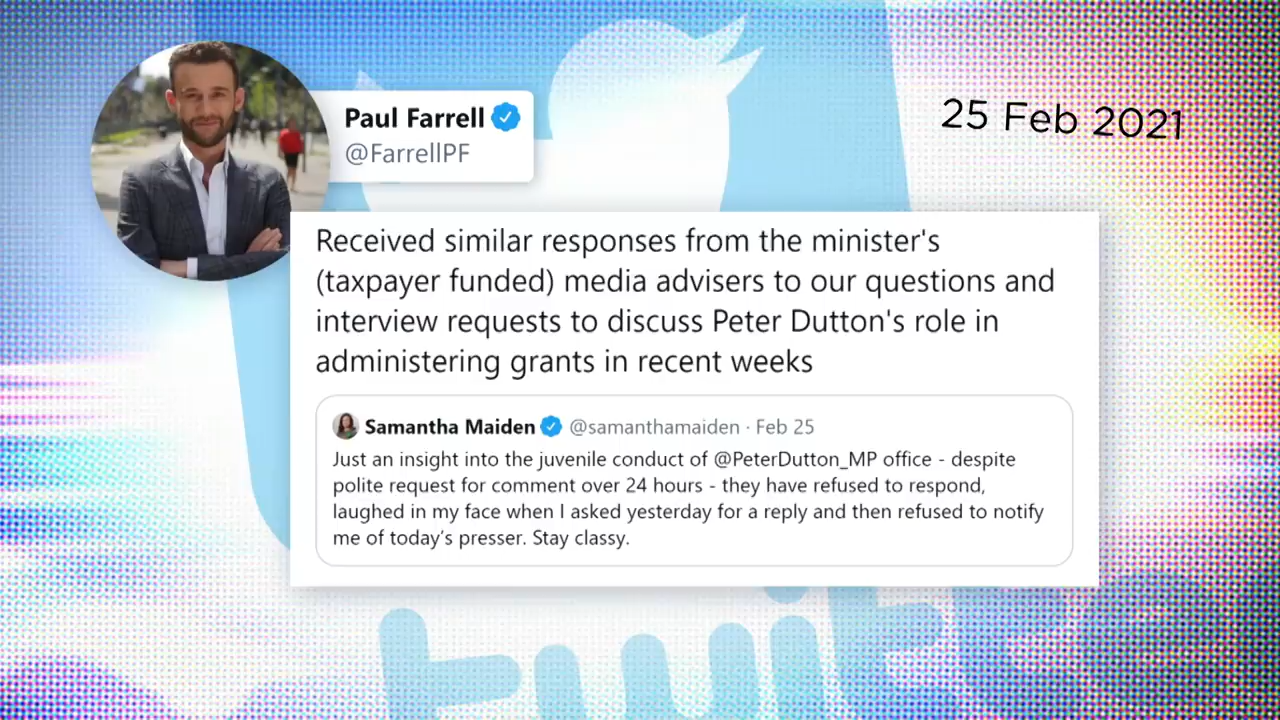 Paul Farrell
@FarrellPF
25 Feb 2021
Received similar responses from the minister's
(taxpayer funded) media advisers to our questions and
interview requests to discuss Peter Dutton's role in
administering grants in recent weeks
Samantha Maiden @samanthamaiden · Feb 25
Just an insight into the juvenile conduct of @PeterDutton_MP office - despite
polite request for comment over 24 hours - they have refused to respond,
laughed in my face when I asked yesterday for a reply and then refused to notify
me of today's presser. Stay classy.
twitte